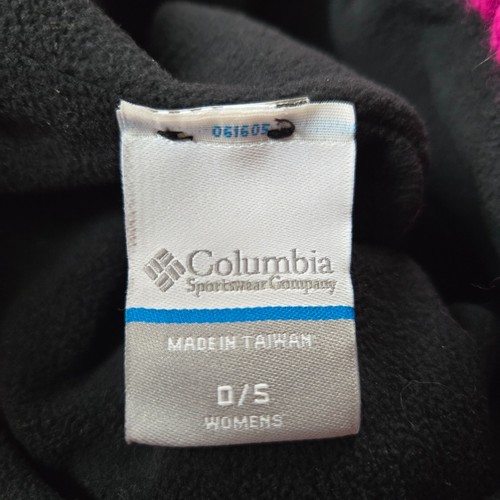 061605
Columbia
Sportswear Company
MADE IN TAIWAN
O/S
WOMENS